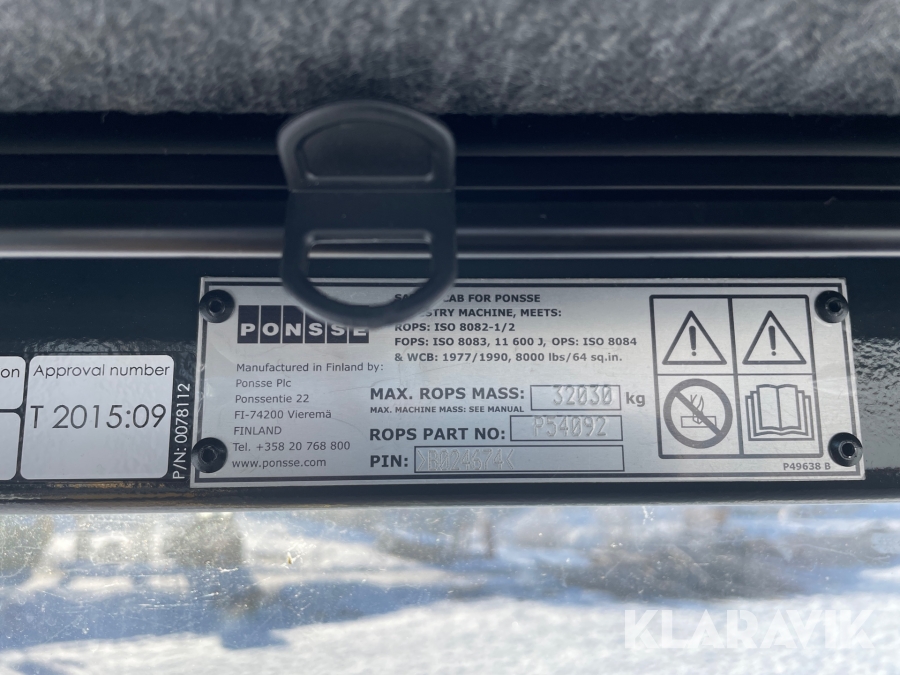 on
Approval number
T 2015:09
P/N: 0078112
PONSSE
Manufactured in Finland by:
Ponsse Plc
Ponssentie 22
FI-74200 Vieremä
FINLAND
Tel. +358 20 768 800
www.ponsse.com
CAB FOR PONSSE
MACHINE, MEETS:
ROPS: ISO 8082-1/2
FOPS: ISO 8083, 11 600 J, OPS: ISO 8084
& WCB: 1977/1990, 8000 lbs/64 sq.in.
MAX. ROPS MASS: 32030 kg
MAX. MACHINE MASS: SEE MANUAL
ROPS PART NO: P54092
PIN:
P49638 B
KLARAVIK